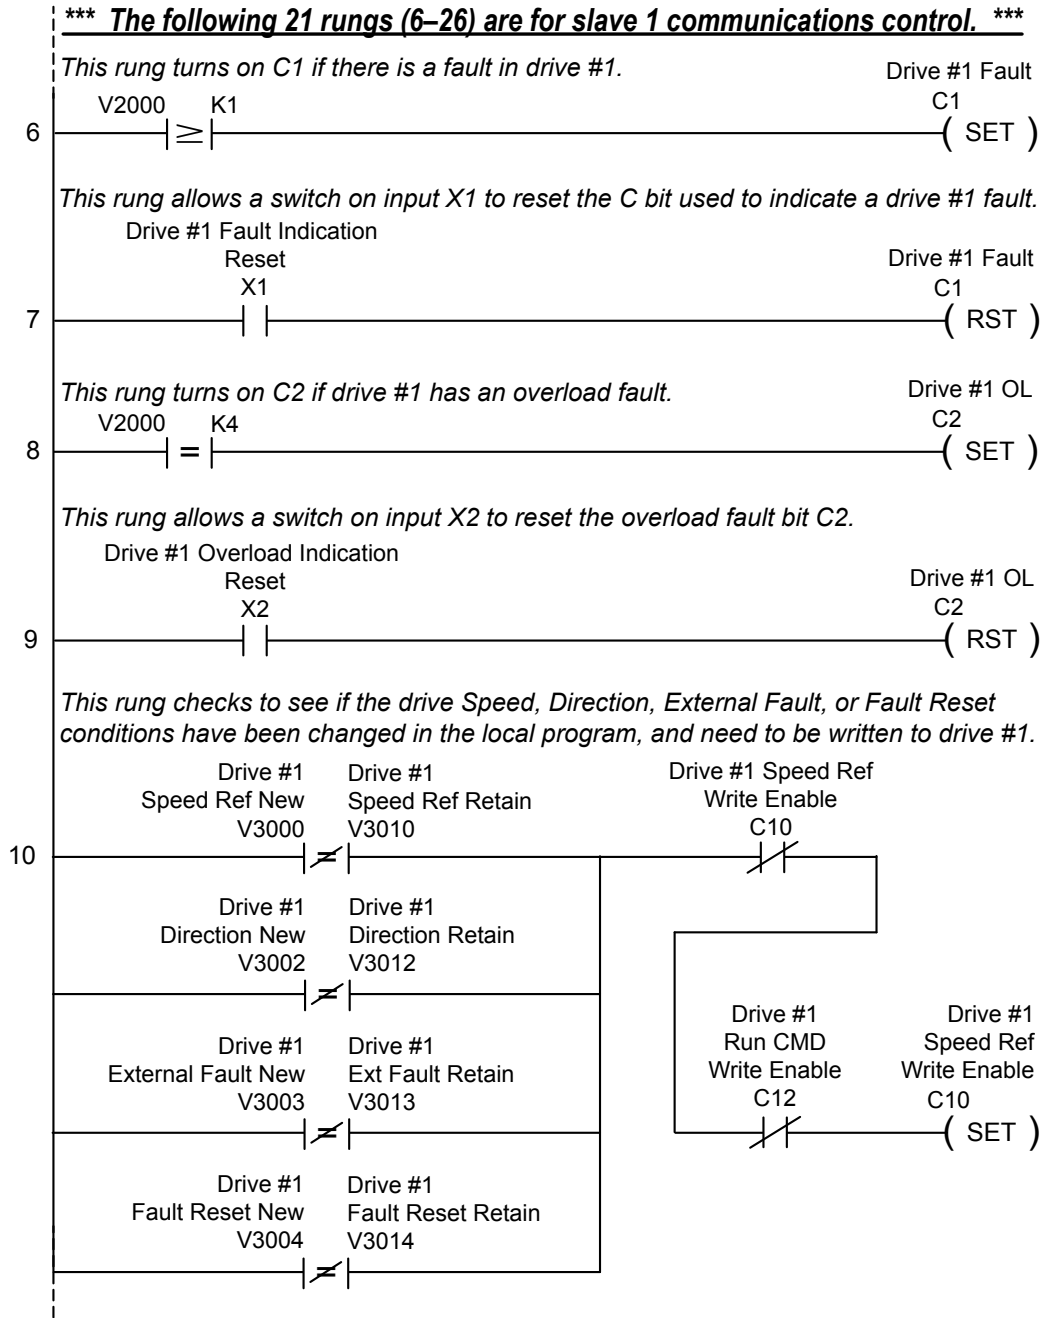 *** The following 21 rungs (6–26) are for slave 1 communications control. ***
This rung turns on C1 if there is a fault in drive #1.
Drive #1 Fault
V2000 K1
C1
6
≥
( SET )
This rung allows a switch on input X1 to reset the C bit used to indicate a drive #1 fault.
Drive #1 Fault Indication
Reset
X1
Drive #1 Fault
C1
7
( RST )
This rung turns on C2 if drive #1 has an overload fault.
Drive #1 OL
V2000 K4
C2
8
=
( SET )
This rung allows a switch on input X2 to reset the overload fault bit C2.
Drive #1 Overload Indication
Reset
X2
Drive #1 OL
C2
9
( RST )
This rung checks to see if the drive Speed, Direction, External Fault, or Fault Reset
conditions have been changed in the local program, and need to be written to drive #1.
Drive #1
Speed Ref New
V3000
Drive #1
Speed Ref Retain
V3010
Drive #1 Speed Ref
Write Enable
C10
10
≠
Drive #1
Direction New
V3002
Drive #1
Direction Retain
V3012
≠
Drive #1
External Fault New
V3003
Drive #1
Ext Fault Retain
V3013
≠
Drive #1
Run CMD
Write Enable
C12
Drive #1
Speed Ref
Write Enable
C10
( SET )
Drive #1
Fault Reset New
V3004
Drive #1
Fault Reset Retain
V3014
≠